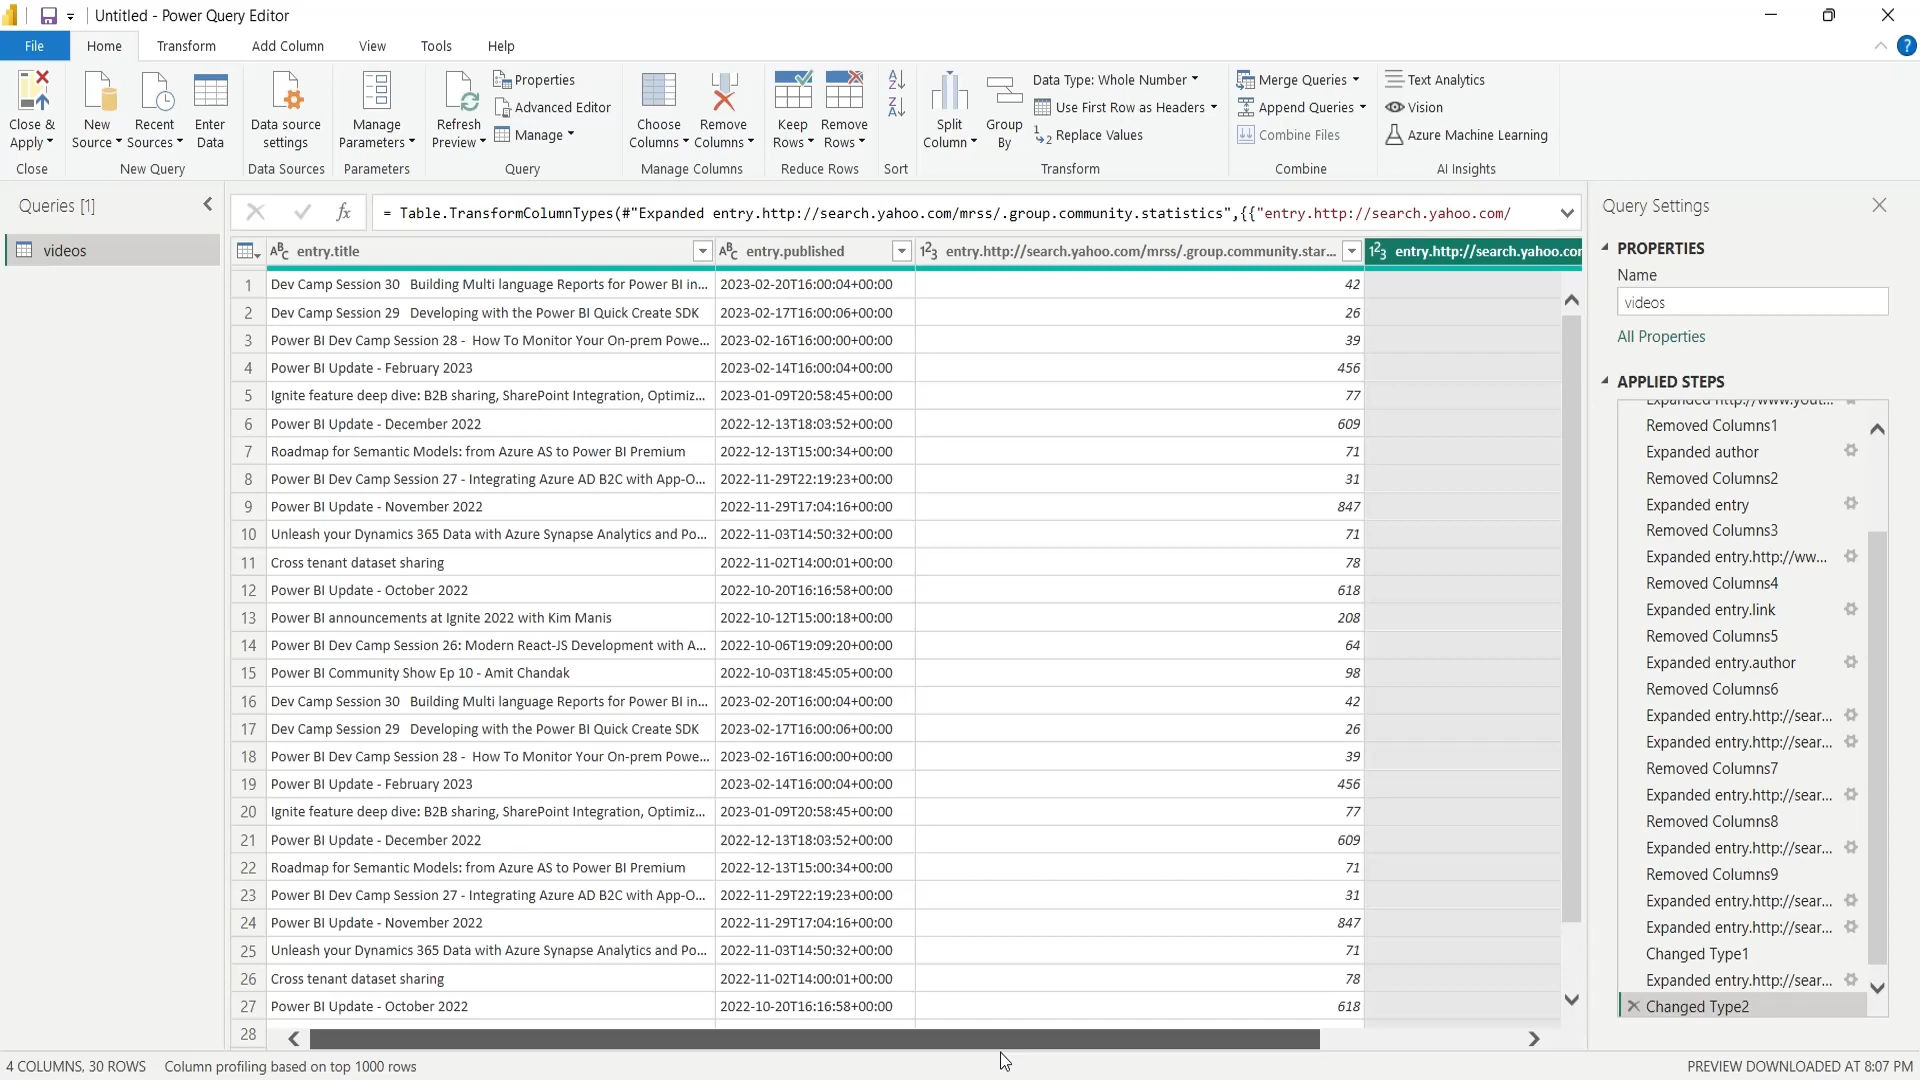 Untitled - Power Query Editor
File Home Transform Add Column View Tools Help
Close & Apply
New Source
Recent Sources
Enter Data
Data source settings
Manage Parameters
Refresh Preview
Properties
Advanced Editor
Manage
Choose Columns
Remove Columns
Keep Rows
Remove Rows
Split Column
Group By
Data Type: Whole Number
Use First Row as Headers
Replace Values
Merge Queries
Append Queries
Combine Files
Text Analytics
Vision
Azure Machine Learning
Close New Query Data Sources Parameters Query Manage Columns Reduce Rows Sort Transform Combine AI Insights
Queries [1]
videos
= Table.TransformColumnTypes(#"Expanded entry.http://search.yahoo.com/mrss/.group.community.statistics",{{"entry.http://search.yahoo.com/
entry.title entry.published entry.http://search.yahoo.com/mrss/.group.community.star... entry.http://search.yahoo.com
1 Dev Camp Session 30 Building Multi language Reports for Power BI in... 2023-02-20T16:00:04+00:00 42
2 Dev Camp Session 29 Developing with the Power BI Quick Create SDK 2023-02-17T16:00:06+00:00 26
3 Power BI Dev Camp Session 28 - How To Monitor Your On-prem Powe... 2023-02-16T16:00:00+00:00 39
4 Power BI Update - February 2023 2023-02-14T16:00:04+00:00 456
5 Ignite feature deep dive: B2B sharing, SharePoint Integration, Optimiz... 2023-01-09T20:58:45+00:00 77
6 Power BI Update - December 2022 2022-12-13T18:03:52+00:00 609
7 Roadmap for Semantic Models: from Azure AS to Power BI Premium 2022-12-13T15:00:34+00:00 71
8 Power BI Dev Camp Session 27 - Integrating Azure AD B2C with App-O... 2022-11-29T22:19:23+00:00 31
9 Power BI Update - November 2022 2022-11-29T17:04:16+00:00 847
10 Unleash your Dynamics 365 Data with Azure Synapse Analytics and Po... 2022-11-03T14:50:32+00:00 71
11 Cross tenant dataset sharing 2022-11-02T14:00:01+00:00 78
12 Power BI Update - October 2022 2022-10-20T16:16:58+00:00 618
13 Power BI announcements at Ignite 2022 with Kim Manis 2022-10-12T15:00:18+00:00 208
14 Power BI Dev Camp Session 26: Modern React-JS Development with A... 2022-10-06T19:09:20+00:00 64
15 Power BI Community Show Ep 10 - Amit Chandak 2022-10-03T18:45:05+00:00 98
16 Dev Camp Session 30 Building Multi language Reports for Power BI in... 2023-02-20T16:00:04+00:00 42
17 Dev Camp Session 29 Developing with the Power BI Quick Create SDK 2023-02-17T16:00:06+00:00 26
18 Power BI Dev Camp Session 28 - How To Monitor Your On-prem Powe... 2023-02-16T16:00:00+00:00 39
19 Power BI Update - February 2023 2023-02-14T16:00:04+00:00 456
20 Ignite feature deep dive: B2B sharing, SharePoint Integration, Optimiz... 2023-01-09T20:58:45+00:00 77
21 Power BI Update - December 2022 2022-12-13T18:03:52+00:00 609
22 Roadmap for Semantic Models: from Azure AS to Power BI Premium 2022-12-13T15:00:34+00:00 71
23 Power BI Dev Camp Session 27 - Integrating Azure AD B2C with App-O... 2022-11-29T22:19:23+00:00 31
24 Power BI Update - November 2022 2022-11-29T17:04:16+00:00 847
25 Unleash your Dynamics 365 Data with Azure Synapse Analytics and Po... 2022-11-03T14:50:32+00:00 71
26 Cross tenant dataset sharing 2022-11-02T14:00:01+00:00 78
27 Power BI Update - October 2022 2022-10-20T16:16:58+00:00 618
28
Query Settings
PROPERTIES
Name
videos
All Properties
APPLIED STEPS
Expanded http://www.yout...
Removed Columns1
Expanded author
Removed Columns2
Expanded entry
Removed Columns3
Expanded entry.http://ww...
Removed Columns4
Expanded entry.link
Removed Columns5
Expanded entry.author
Removed Columns6
Expanded entry.http://sear...
Expanded entry.http://sear...
Removed Columns7
Expanded entry.http://sear...
Removed Columns8
Expanded entry.http://sear...
Removed Columns9
Expanded entry.http://sear...
Expanded entry.http://sear...
Changed Type1
Expanded entry.http://sear...
Changed Type2
4 COLUMNS, 30 ROWS Column profiling based on top 1000 rows PREVIEW DOWNLOADED AT 8:07 PM